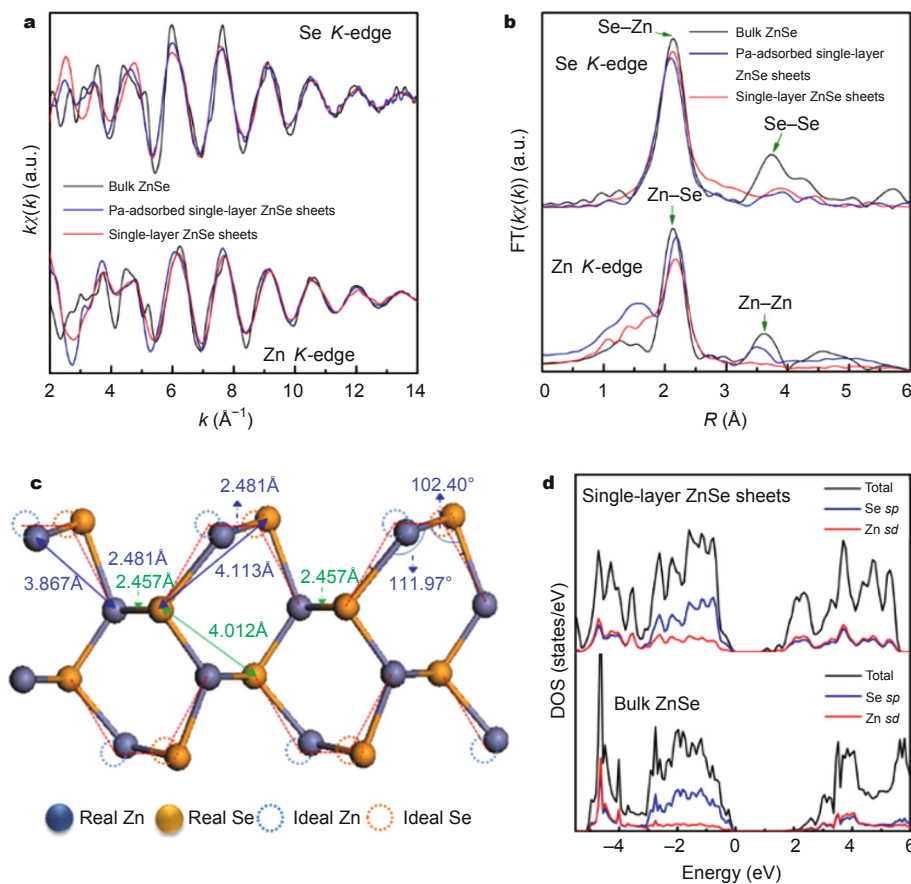 a
Se K-edge
kχ(k) (a.u.)
Bulk ZnSe
Pa-adsorbed single-layer ZnSe sheets
Single-layer ZnSe sheets
Zn K-edge
2 4 6 8 10 12 14
k (Å⁻¹)
b
Se–Zn
Se K-edge
Bulk ZnSe
Pa-adsorbed single-layer
ZnSe sheets
Single-layer ZnSe sheets
Se–Se
FT(kχ(k)) (a.u.)
Zn–Se
Zn K-edge
Zn–Zn
0 1 2 3 4 5 6
R (Å)
c
2.481Å
102.40°
2.481Å
3.867Å
2.457Å
4.113Å
2.457Å
111.97°
4.012Å
Real Zn Real Se Ideal Zn Ideal Se
d
Single-layer ZnSe sheets
Total
Se sp
Zn sd
DOS (states/eV)
Bulk ZnSe
Total
Se sp
Zn sd
–4 –2 0 2 4 6
Energy (eV)